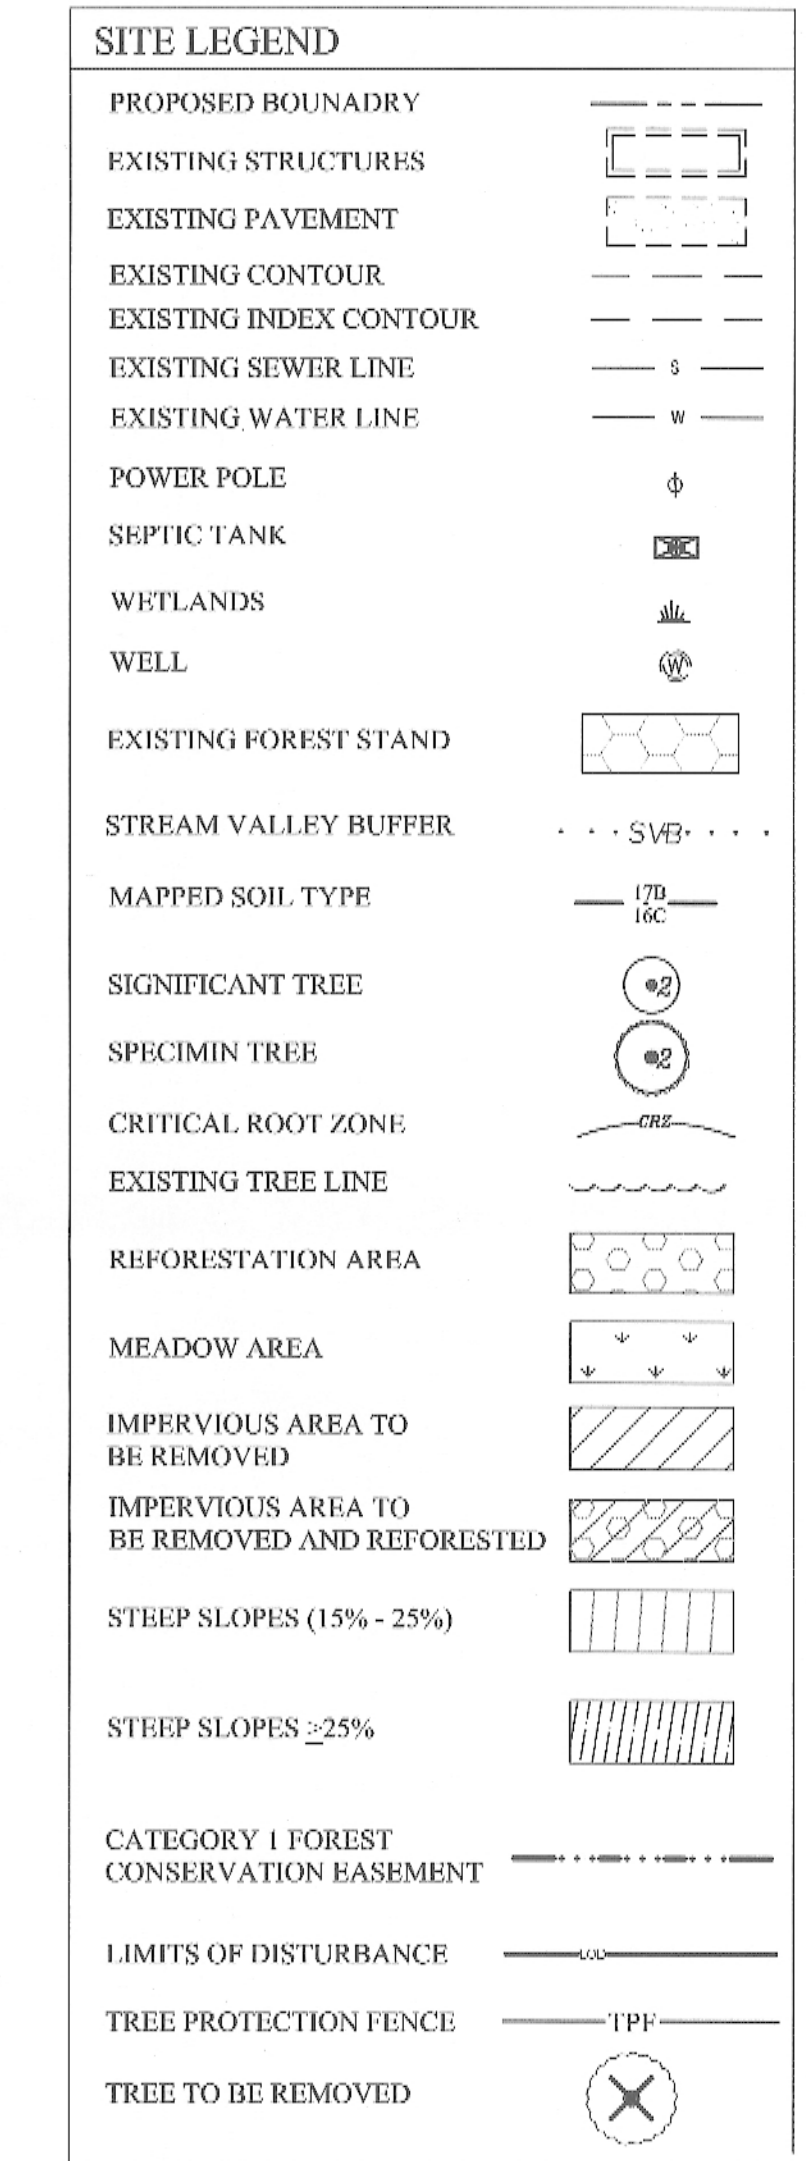 SITE LEGEND
PROPOSED BOUNADRY
EXISTING STRUCTURES
EXISTING PAVEMENT
EXISTING CONTOUR
EXISTING INDEX CONTOUR
EXISTING SEWER LINE S
EXISTING WATER LINE W
POWER POLE
SEPTIC TANK
WETLANDS
WELL W
EXISTING FOREST STAND
STREAM VALLEY BUFFER SVB
MAPPED SOIL TYPE 17B
16C
SIGNIFICANT TREE 2
SPECIMIN TREE 2
CRITICAL ROOT ZONE CRZ
EXISTING TREE LINE
REFORESTATION AREA
MEADOW AREA
IMPERVIOUS AREA TO
BE REMOVED
IMPERVIOUS AREA TO
BE REMOVED AND REFORESTED
STEEP SLOPES (15% - 25%)
STEEP SLOPES ≥25%
CATEGORY 1 FOREST
CONSERVATION EASEMENT
LIMITS OF DISTURBANCE LOD
TREE PROTECTION FENCE TPF
TREE TO BE REMOVED